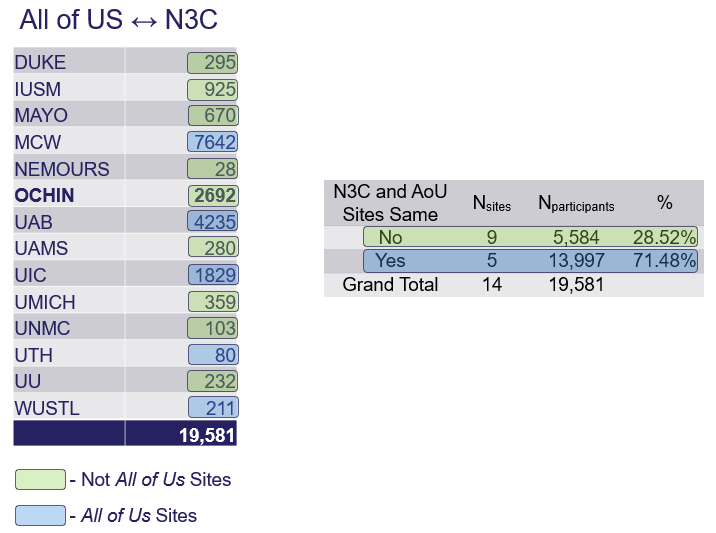 All of US ↔ N3C
DUKE 295
IUSM 925
MAYO 670
MCW 7642
NEMOURS 28
OCHIN 2692
UAB 4235
UAMS 280
UIC 1829
UMICH 359
UNMC 103
UTH 80
UU 232
WUSTL 211
19,581
- Not All of Us Sites
- All of Us Sites
N3C and AoU
Sites Same Nsites Nparticipants %
No 9 5,584 28.52%
Yes 5 13,997 71.48%
Grand Total 14 19,581